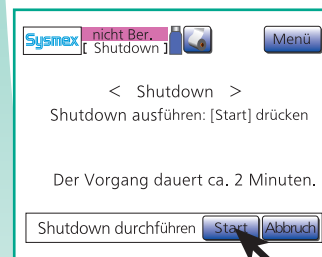 Sysmex nicht Ber. Menü
[ Shutdown ]
< Shutdown >
Shutdown ausführen: [Start] drücken
Der Vorgang dauert ca. 2 Minuten.
Shutdown durchführen Start Abbruch